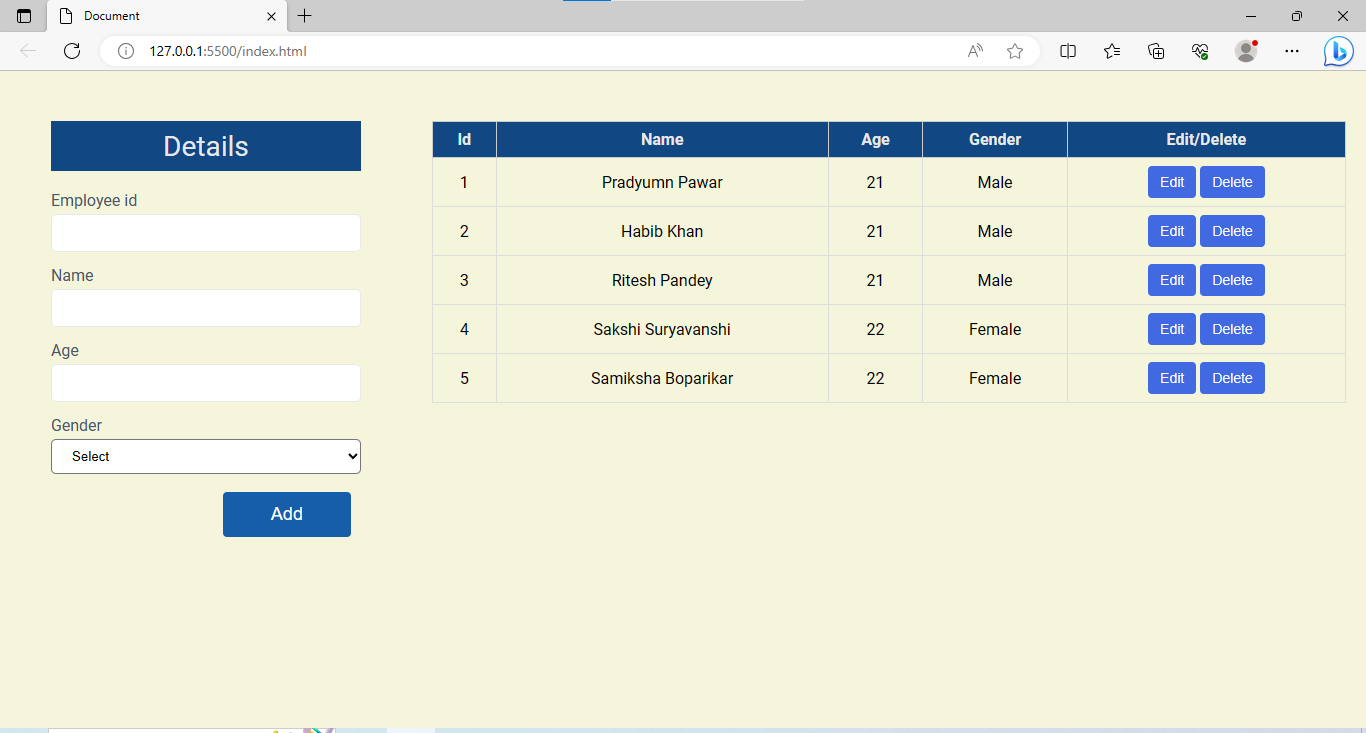 Document
127.0.0.1:5500/index.html
Details
Employee id
Name
Age
Gender
Select
Add
Id Name Age Gender Edit/Delete
1 Pradyumn Pawar 21 Male Edit Delete
2 Habib Khan 21 Male Edit Delete
3 Ritesh Pandey 21 Male Edit Delete
4 Sakshi Suryavanshi 22 Female Edit Delete
5 Samiksha Boparikar 22 Female Edit Delete